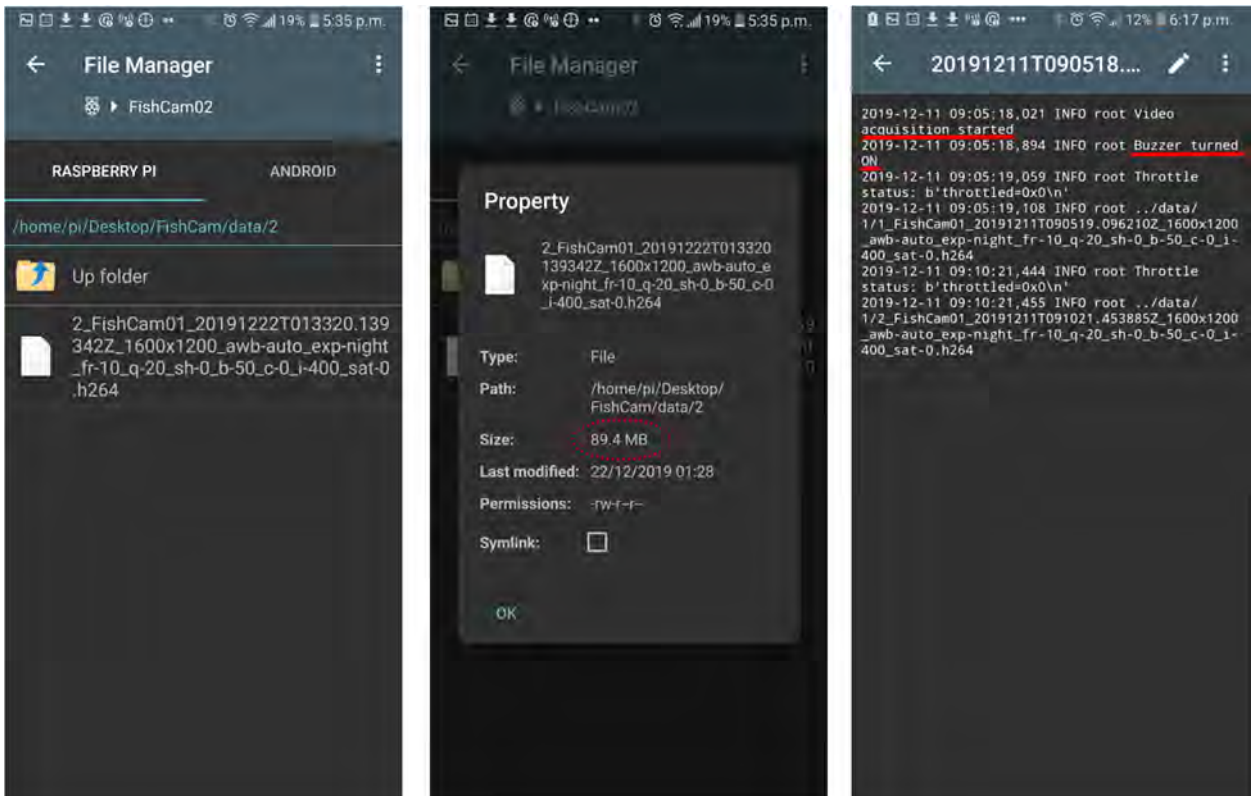 19% 5:35 p.m.
File Manager
FishCam02
RASPBERRY PI
ANDROID
/home/pi/Desktop/FishCam/data/2
Up folder
2_FishCam01_20191222T013320.139
342Z_1600x1200_awb-auto_exp-night
_fr-10_q-20_sh-0_b-50_c-0_i-400_sat-0
.h264
19% 5:35 p.m.
File Manager
FishCam02
Property
2_FishCam01_20191222T013320
139342Z_1600x1200_awb-auto_e
xp-night_fr-10_q-20_sh-0_b-50_c-0
_i-400_sat-0.h264
Type: File
Path: /home/pi/Desktop/
FishCam/data/2
Size: 89.4 MB
Last modified: 22/12/2019 01:28
Permissions: -rw-r--r--
Symlink:
OK
12% 6:17 p.m.
20191211T090518....
2019-12-11 09:05:18,021 INFO root Video
acquisition started
2019-12-11 09:05:18,894 INFO root Buzzer turned
ON
2019-12-11 09:05:19,059 INFO root Throttle
status: b'throttled=0x0\n'
2019-12-11 09:05:19,108 INFO root ../data/
1/1_FishCam01_20191211T090519.096210Z_1600x1200
_awb-auto_exp-night_fr-10_q-20_sh-0_b-50_c-0_i-
400_sat-0.h264
2019-12-11 09:10:21,444 INFO root Throttle
status: b'throttled=0x0\n'
2019-12-11 09:10:21,455 INFO root ../data/
1/2_FishCam01_20191211T091021.453885Z_1600x1200
_awb-auto_exp-night_fr-10_q-20_sh-0_b-50_c-0_i-
400_sat-0.h264